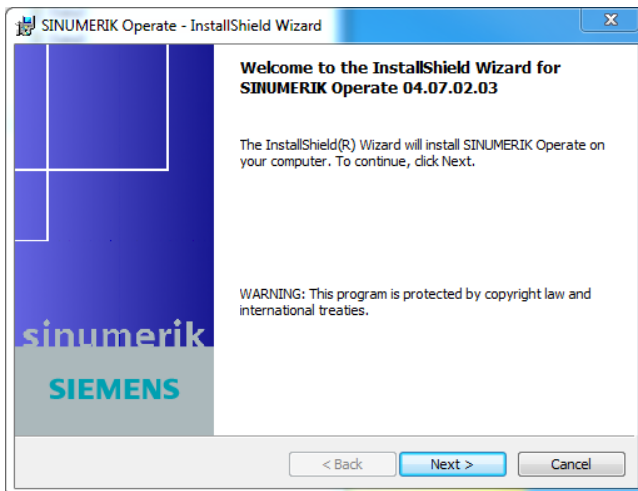 SINUMERIK Operate - InstallShield Wizard
Welcome to the InstallShield Wizard for
SINUMERIK Operate 04.07.02.03
The InstallShield(R) Wizard will install SINUMERIK Operate on
your computer. To continue, click Next.
WARNING: This program is protected by copyright law and
international treaties.
sinumerik
SIEMENS
< Back
Next >
Cancel